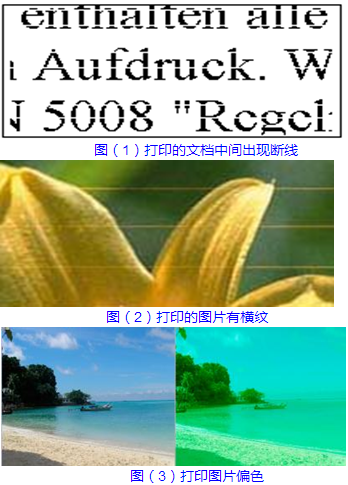 enthalten alle
Aufdruck. W
N 5008 "Regel
图（1）打印的文档中间出现断线
图（2）打印的图片有横纹
图（3）打印图片偏色